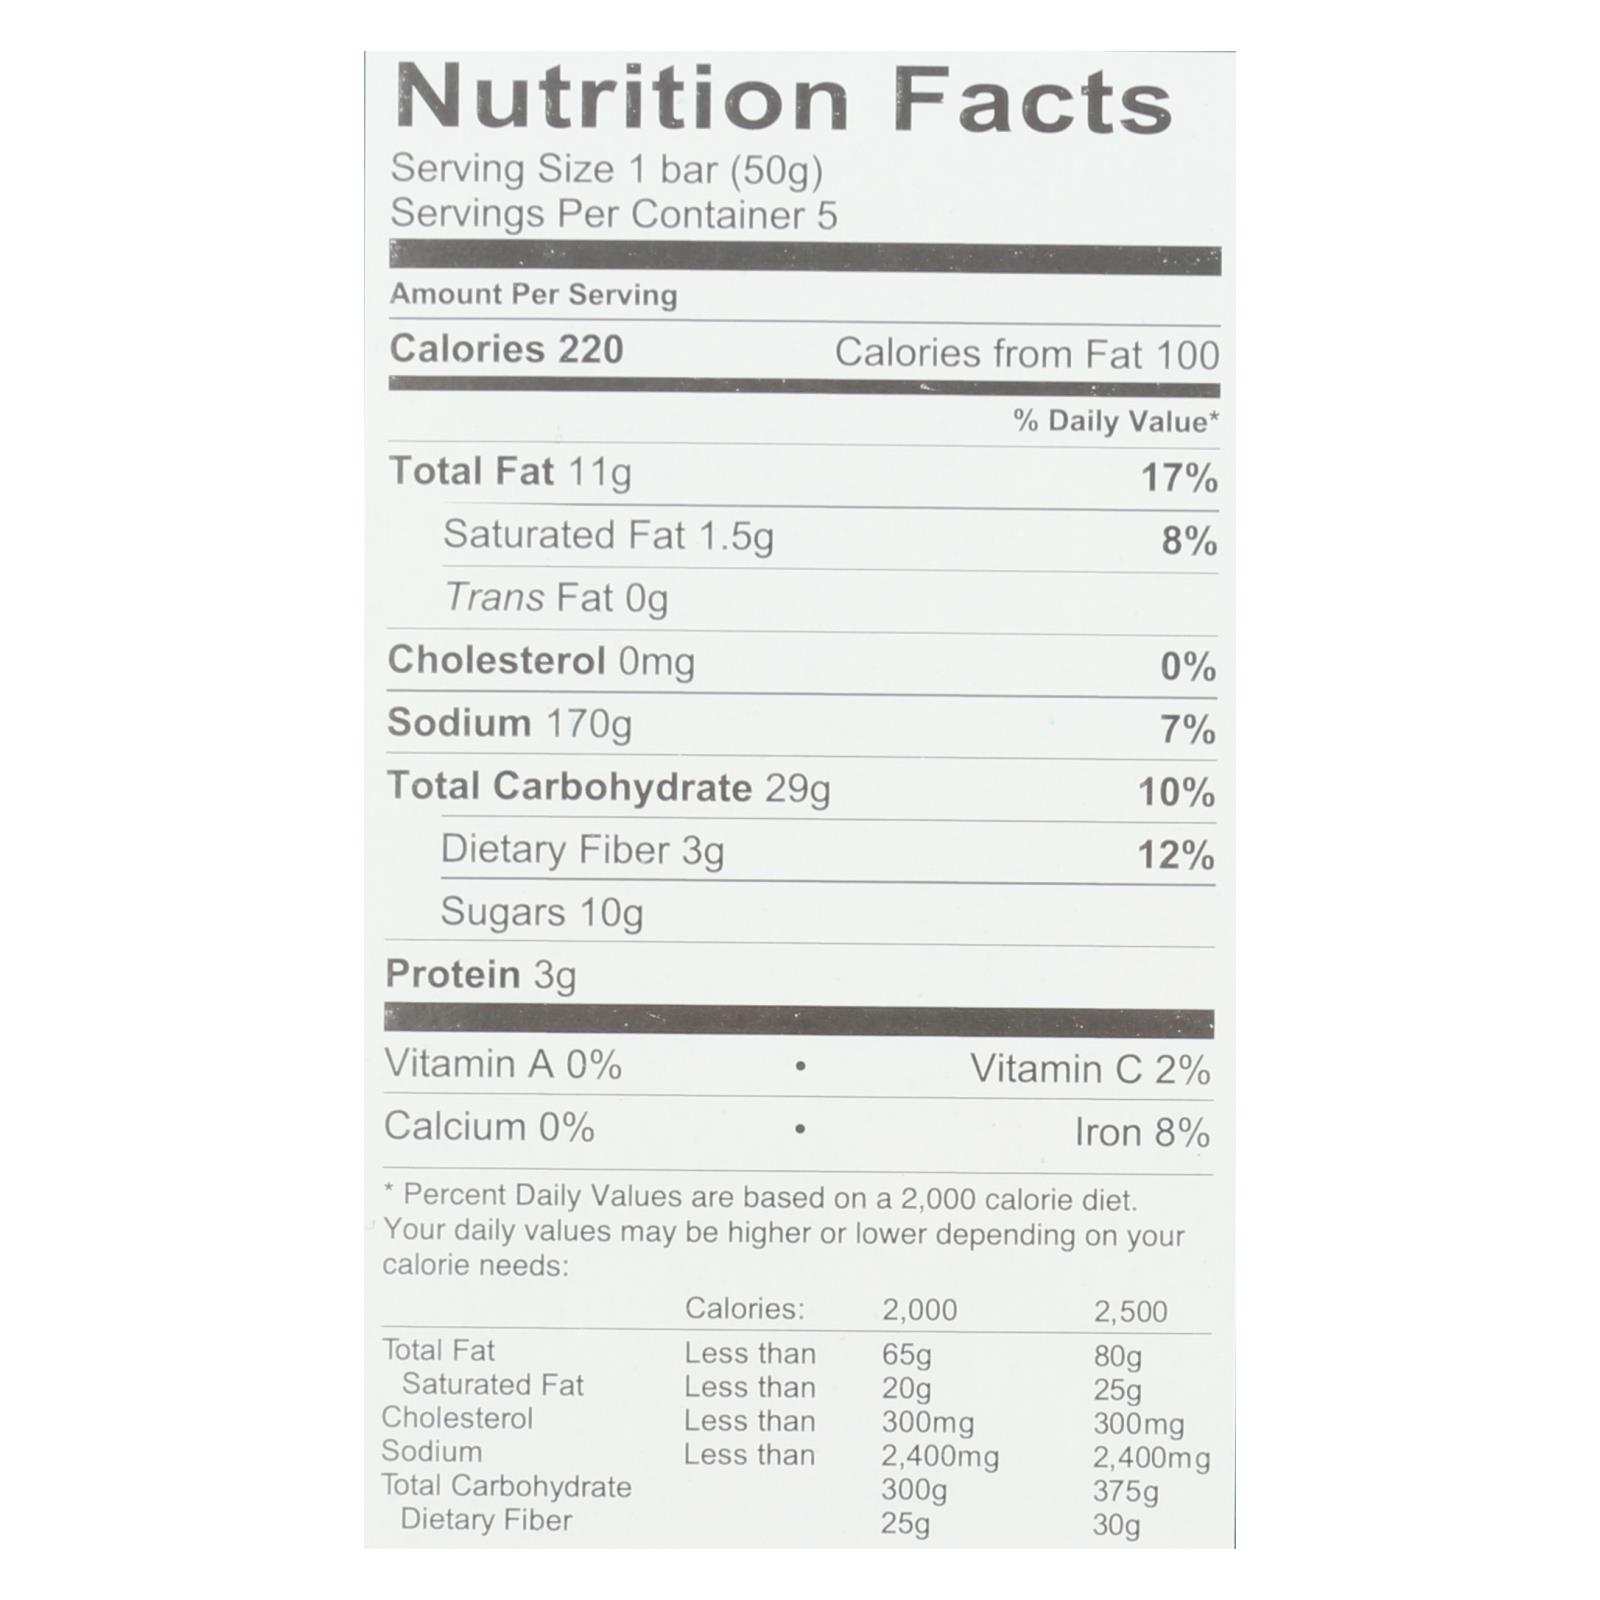 Nutrition Facts
Serving Size 1 bar (50g)
Servings Per Container 5
Amount Per Serving
Calories 220 Calories from Fat 100
% Daily Value*
Total Fat 11g 17%
Saturated Fat 1.5g 8%
Trans Fat 0g
Cholesterol 0mg 0%
Sodium 170g 7%
Total Carbohydrate 29g 10%
Dietary Fiber 3g 12%
Sugars 10g
Protein 3g
Vitamin A 0% • Vitamin C 2%
Calcium 0% • Iron 8%
* Percent Daily Values are based on a 2,000 calorie diet.
Your daily values may be higher or lower depending on your
calorie needs:
Calories: 2,000 2,500
Total Fat Less than 65g 80g
Saturated Fat Less than 20g 25g
Cholesterol Less than 300mg 300mg
Sodium Less than 2,400mg 2,400mg
Total Carbohydrate 300g 375g
Dietary Fiber 25g 30g